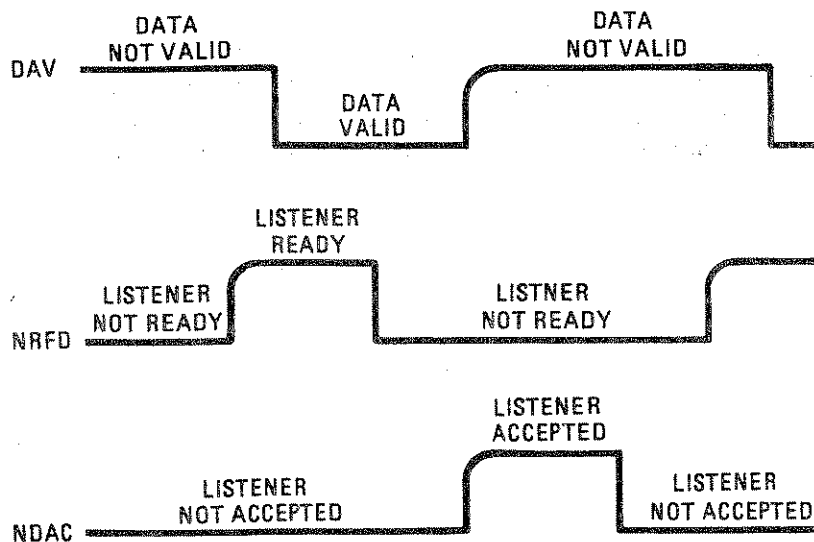 DATA
NOT VALID
DATA
NOT VALID
DAV
DATA
VALID
LISTENER
READY
LISTENER
NOT READY
LISTNER
NOT READY
NRFD
LISTENER
ACCEPTED
LISTENER
NOT ACCEPTED
LISTENER
NOT ACCEPTED
NDAC